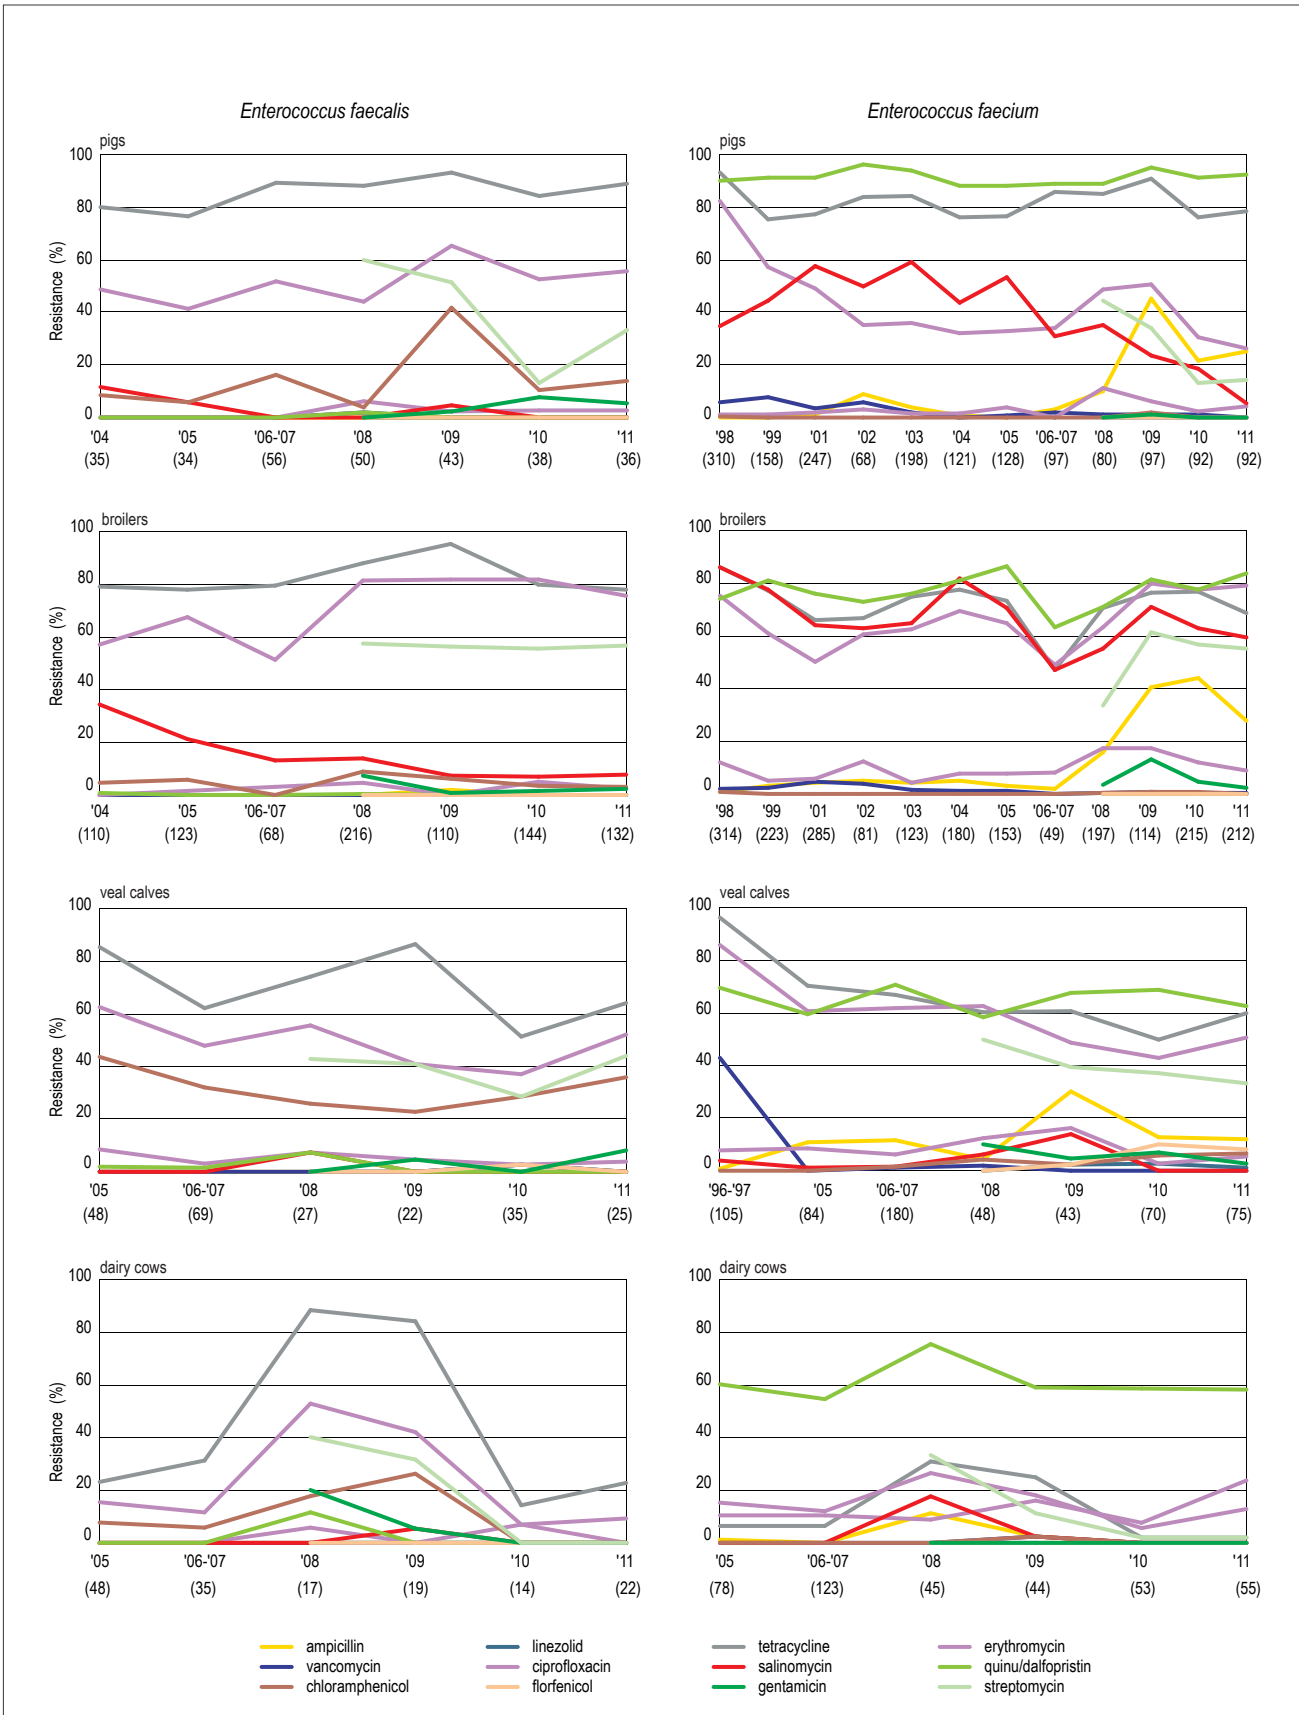 Enterococcus faecalis
Enterococcus faecium
pigs
100
80
60
40
20
0
Resistance (%)
'04 '05 '06-'07 '08 '09 '10 '11
(35) (34) (56) (50) (43) (38) (36)
pigs
100
80
60
40
20
0
'98 '99 '01 '02 '03 '04 '05 '06-'07 '08 '09 '10 '11
(310) (158) (247) (68) (198) (121) (128) (97) (80) (97) (92) (92)
broilers
100
80
60
40
20
0
Resistance (%)
'04 '05 '06-'07 '08 '09 '10 '11
(110) (123) (68) (216) (110) (144) (132)
broilers
100
80
60
40
20
0
'98 '99 '01 '02 '03 '04 '05 '06-'07 '08 '09 '10 '11
(314) (223) (285) (81) (123) (180) (153) (49) (197) (114) (215) (212)
veal calves
100
80
60
40
20
0
Resistance (%)
'05 '06-'07 '08 '09 '10 '11
(48) (69) (27) (22) (35) (25)
veal calves
100
80
60
40
20
0
'96-'97 '05 '06-'07 '08 '09 '10 '11
(105) (84) (180) (48) (43) (70) (75)
dairy cows
100
80
60
40
20
0
Resistance (%)
'05 '06-'07 '08 '09 '10 '11
(48) (35) (17) (19) (14) (22)
dairy cows
100
80
60
40
20
0
'05 '06-'07 '08 '09 '10 '11
(78) (123) (45) (44) (53) (55)
ampicillin linezolid tetracycline erythromycin
vancomycin ciprofloxacin salinomycin quinu/dalfopristin
chloramphenicol florfenicol gentamicin streptomycin